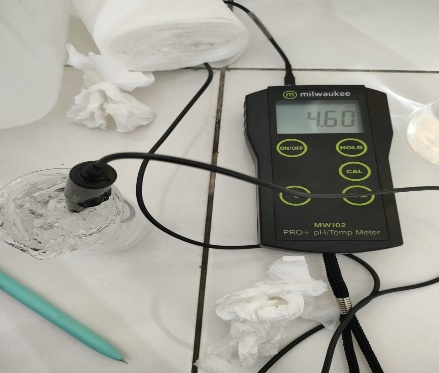 m milwaukee
4.60
ON/OFF
HOLD
CAL
MW102
PRO+ pH/Temp Meter